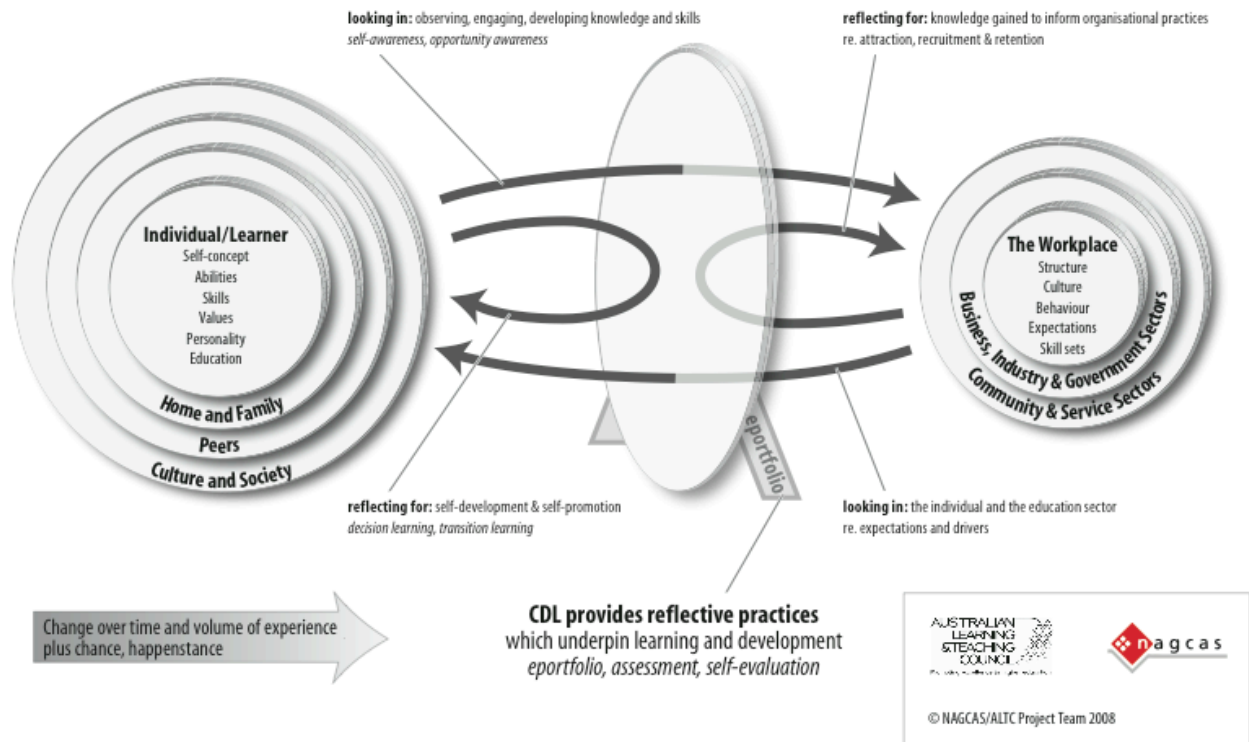 looking in: observing, engaging, developing knowledge and skills
self-awareness, opportunity awareness
reflecting for: knowledge gained to inform organisational practices
re. attraction, recruitment & retention
Individual/Learner
Self-concept
Abilities
Skills
Values
Personality
Education
Home and Family
Peers
Culture and Society
The Workplace
Structure
Culture
Behaviour
Expectations
Skill sets
Business, Industry & Government Sectors
Community & Service Sectors
eportfolio
reflecting for: self-development & self-promotion
decision learning, transition learning
looking in: the individual and the education sector
re. expectations and drivers
Change over time and volume of experience
plus chance, happenstance
CDL provides reflective practices
which underpin learning and development
eportfolio, assessment, self-evaluation
AUSTRALIAN
LEARNING
&TEACHING
COUNCIL
nagcas
© NAGCAS/ALTC Project Team 2008